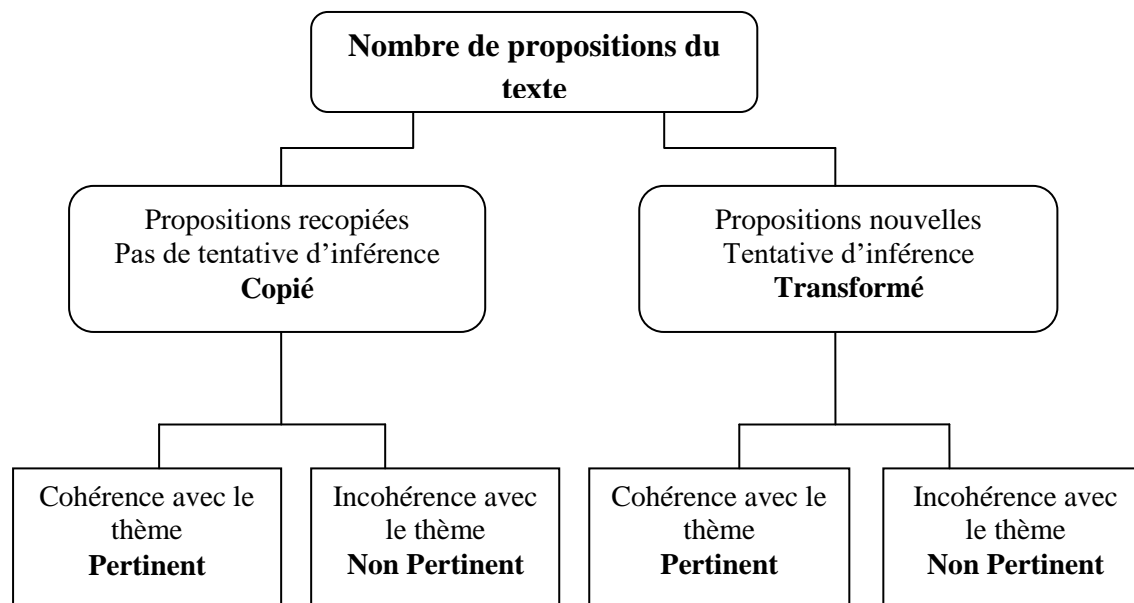 Nombre de propositions du
texte
Propositions recopiées
Pas de tentative d’inférence
Copié
Propositions nouvelles
Tentative d’inférence
Transformé
Cohérence avec le
thème
Pertinent
Incohérence avec
le thème
Non Pertinent
Cohérence avec le
thème
Pertinent
Incohérence avec
le thème
Non Pertinent